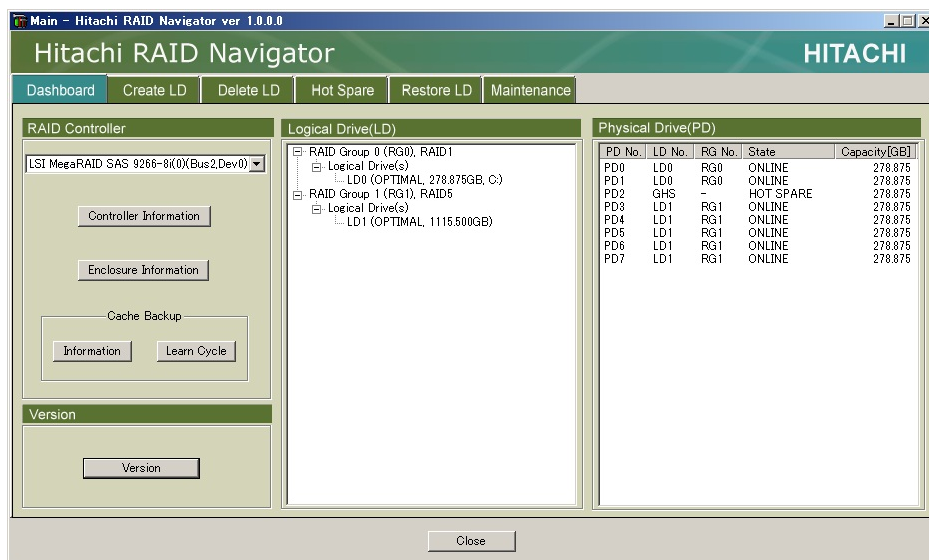 Main - Hitachi RAID Navigator ver 1.0.0.0
Hitachi RAID Navigator
HITACHI
Dashboard Create LD Delete LD Hot Spare Restore LD Maintenance
RAID Controller
LSI MegaRAID SAS 9266-8i(0)(Bus2,Dev0)
Controller Information
Enclosure Information
Cache Backup
Information Learn Cycle
Version
Version
Logical Drive(LD)
RAID Group 0 (RG0), RAID1
Logical Drive(s)
LD0 (OPTIMAL, 278.875GB, C:)
RAID Group 1 (RG1), RAID5
Logical Drive(s)
LD1 (OPTIMAL, 1115.500GB)
Physical Drive(PD)
PD No. LD No. RG No. State Capacity[GB]
PD0 LD0 RG0 ONLINE 278.875
PD1 LD0 RG0 ONLINE 278.875
PD2 GHS - HOT SPARE 278.875
PD3 LD1 RG1 ONLINE 278.875
PD4 LD1 RG1 ONLINE 278.875
PD5 LD1 RG1 ONLINE 278.875
PD6 LD1 RG1 ONLINE 278.875
PD7 LD1 RG1 ONLINE 278.875
Close